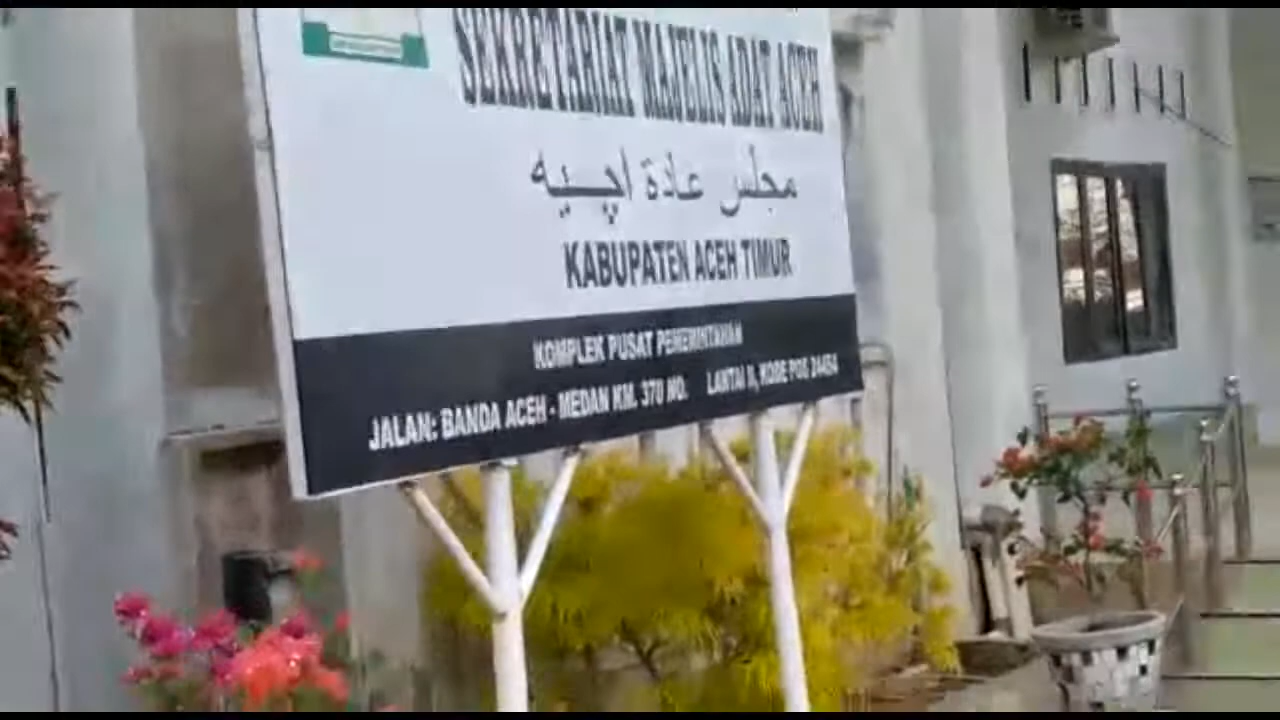 SEKRETARIAT MAJELIS ADAT ACEH
مجلس عادة اچيه
KABUPATEN ACEH TIMUR
KOMPLEK PUSAT PEMERINTAHAN
JALAN: BANDA ACEH - MEDAN KM. 370 NO. LANTAI II, KODE POS 24454